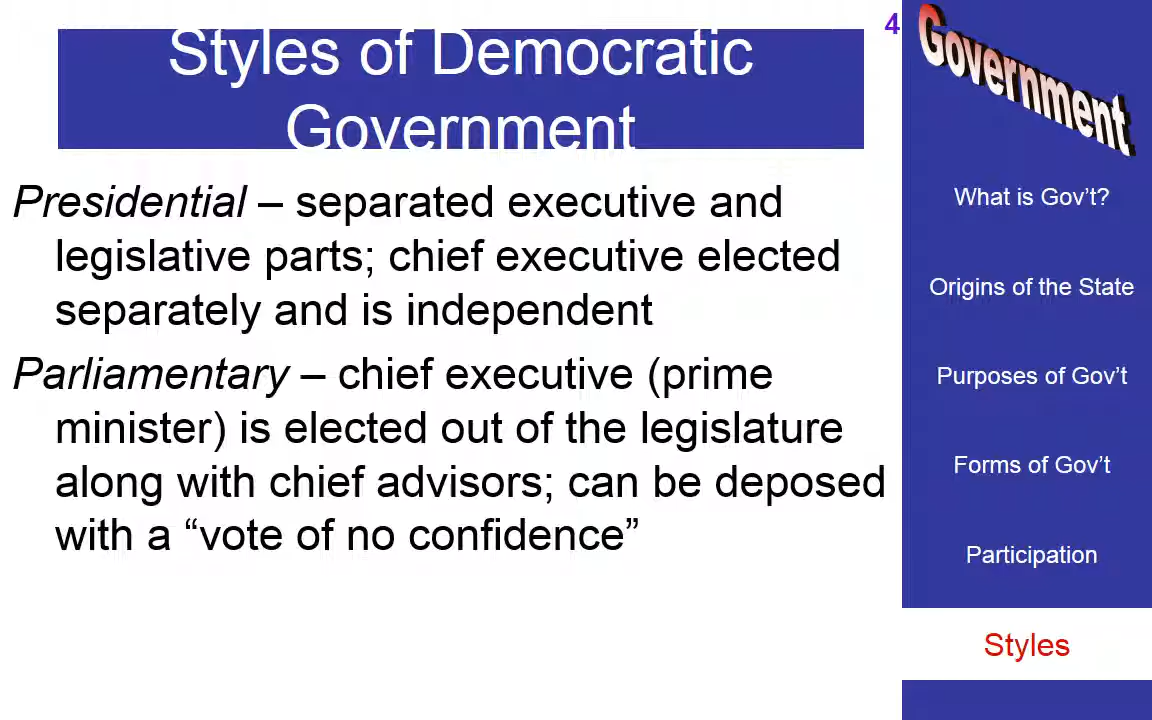 Styles of Democratic
Government
Presidential – separated executive and
legislative parts; chief executive elected
separately and is independent
Parliamentary – chief executive (prime
minister) is elected out of the legislature
along with chief advisors; can be deposed
with a “vote of no confidence”
4
Government
What is Gov’t?
Origins of the State
Purposes of Gov’t
Forms of Gov’t
Participation
Styles